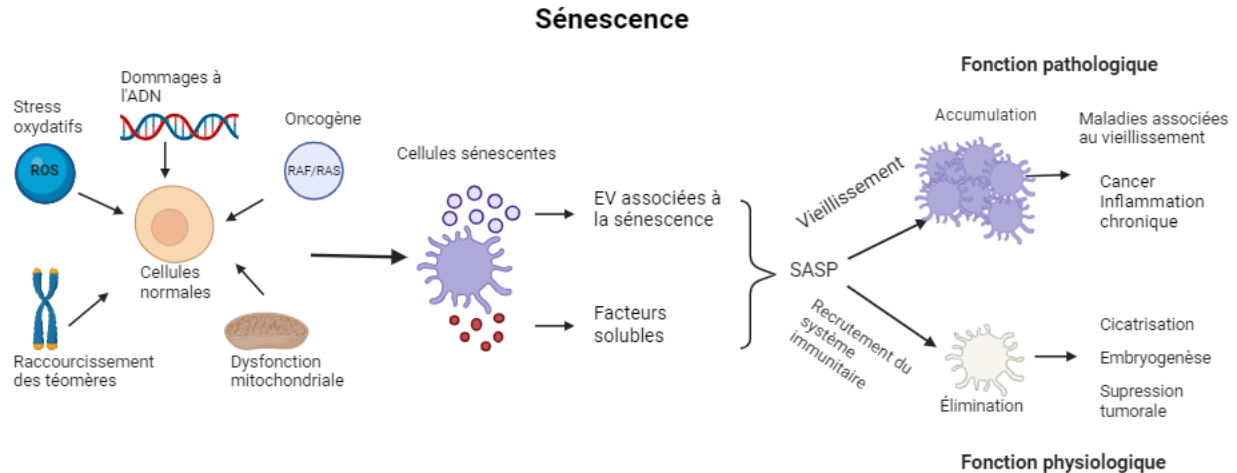 Sénescence
Stress
oxydatifs
ROS
Dommages à
l'ADN
Oncogène
RAF/RAS
Cellules
normales
Raccourcissement
des téomères
Dysfonction
mitochondriale
Cellules sénescentes
EV associées à
la sénescence
Facteurs
solubles
SASP
Vieillissement
Recrutement du
système
immunitaire
Fonction pathologique
Accumulation
Maladies associées
au vieillissement
Cancer
Inflammation
chronique
Élimination
Cicatrisation
Embryogenèse
Supression
tumorale
Fonction physiologique